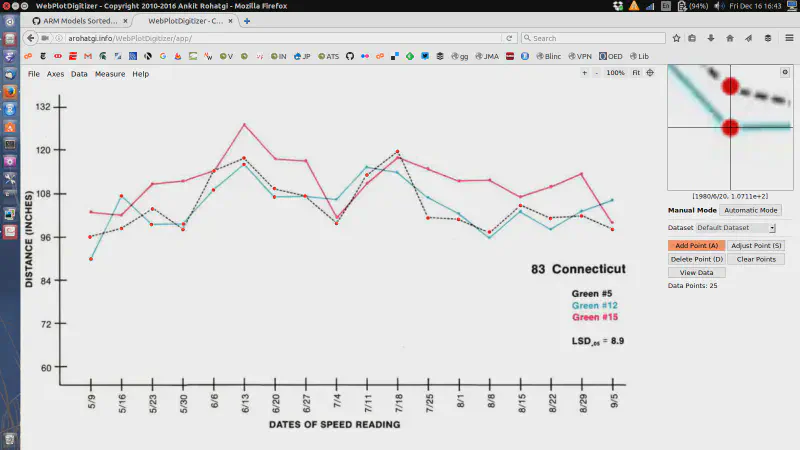 WebPlotDigitizer - Copyright 2010-2016 Ankit Rohatgi - Mozilla Firefox
(94%) Fri Dec 16 16:43
ARM Models Sorted... × WebPlotDigitizer - C... × +
arohatgi.info/WebPlotDigitizer/app/
Search
V VE IN JP ATS gg JMA Blinc VPN OED Lib
File Axes Data Measure Help
+ - 100% Fit
132
120
108
96
84
72
60
DISTANCE (INCHES)
83 Connecticut
Green #5
Green #12
Green #15
LSD.05 = 8.9
5/9 5/16 5/23 5/30 6/6 6/13 6/20 6/27 7/4 7/11 7/18 7/25 8/1 8/8 8/15 8/22 8/29 9/5
DATES OF SPEED READING
[1980/6/20, 1.0711e+2]
Manual Mode Automatic Mode
Dataset Default Dataset
Add Point (A) Adjust Point (S)
Delete Point (D) Clear Points
View Data
Data Points: 25